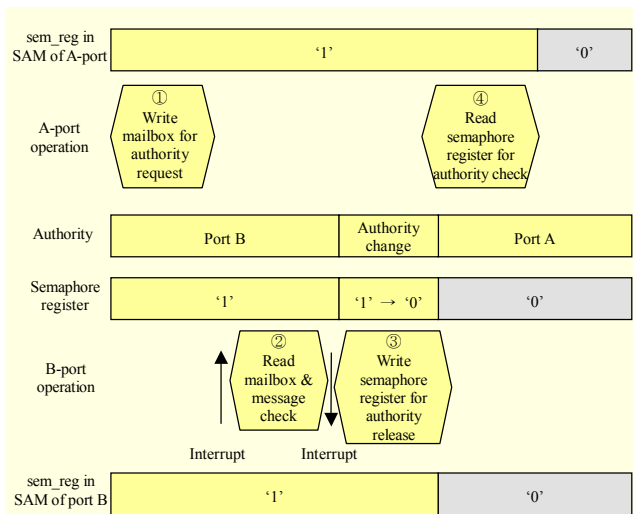 sem_reg in
SAM of A-port
‘1’
‘0’
A-port
operation
①
Write
mailbox for
authority
request
④
Read
semaphore
register for
authority check
Authority
Port B
Authority
change
Port A
Semaphore
register
‘1’
‘1’ → ‘0’
‘0’
B-port
operation
②
Read
mailbox &
message
check
③
Write
semaphore
register for
authority
release
Interrupt
Interrupt
sem_reg in
SAM of port B
‘1’
‘0’